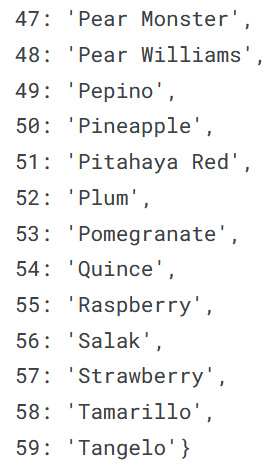 47: 'Pear Monster',
48: 'Pear Williams',
49: 'Pepino',
50: 'Pineapple',
51: 'Pitahaya Red',
52: 'Plum',
53: 'Pomegranate',
54: 'Quince',
55: 'Raspberry',
56: 'Salak',
57: 'Strawberry',
58: 'Tamarillo',
59: 'Tangelo'}